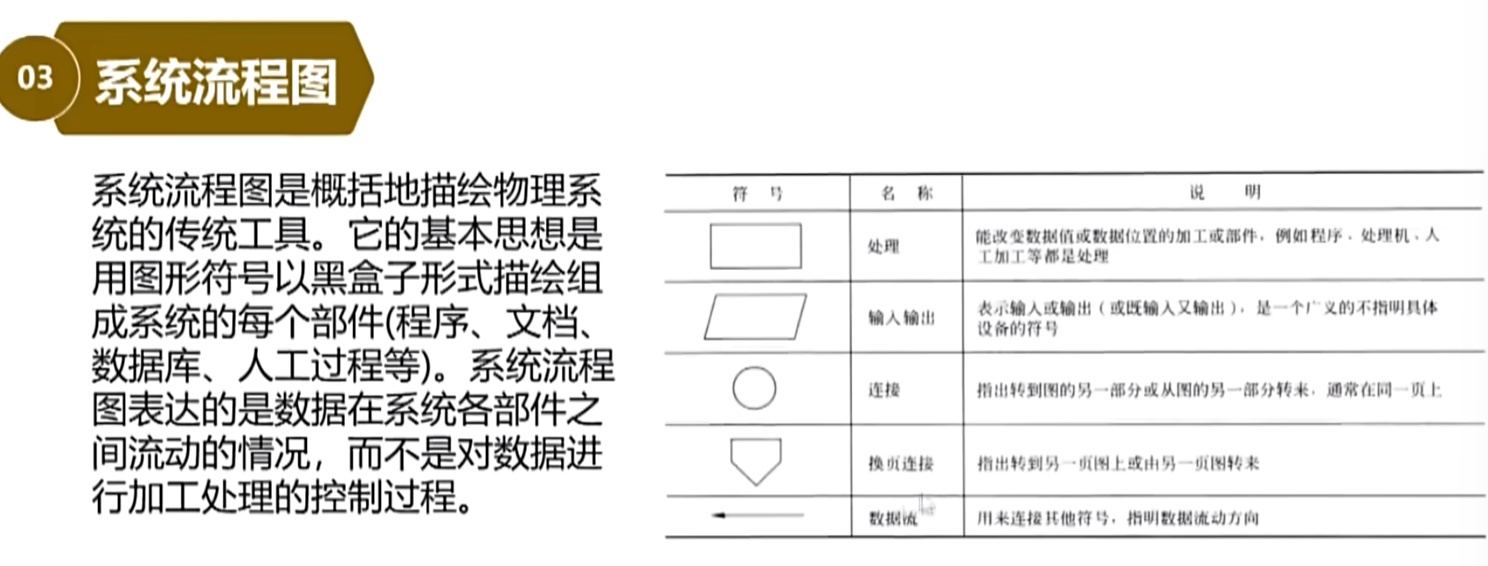 03
系统流程图
系统流程图是概括地描绘物理系
统的传统工具。它的基本思想是
用图形符号以黑盒子形式描绘组
成系统的每个部件(程序、文档、
数据库、人工过程等)。系统流程
图表达的是数据在系统各部件之
间流动的情况，而不是对数据进
行加工处理的控制过程。
符 号 名 称 说 明
处理
能改变数据值或数据位置的加工或部件，例如程序、处理机、人
工加工等都是处理
输入输出
表示输入或输出（或既输入又输出），是一个广义的不指明具体
设备的符号
连接
指出转到图的另一部分或从图的另一部分转来，通常在同一页上
换页连接
指出转到另一页图上或由另一页图转来
数据流
用来连接其他符号，指明数据流动方向